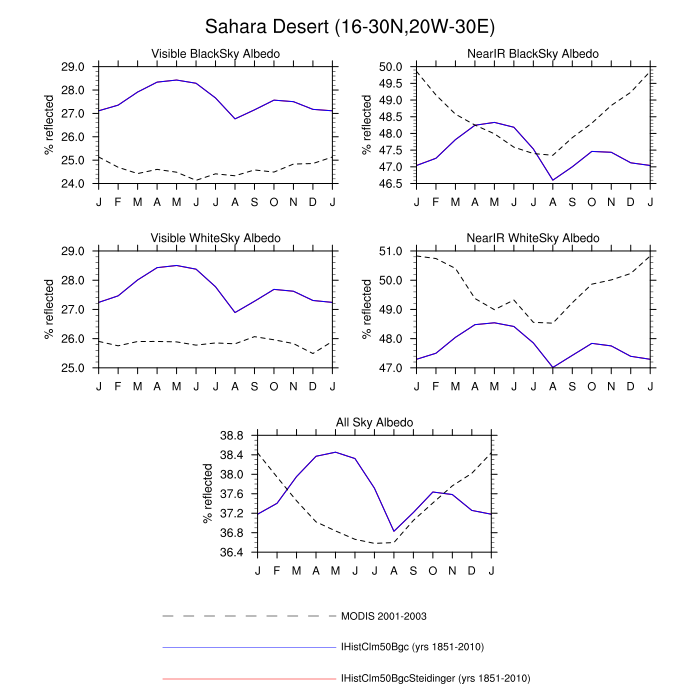 Sahara Desert (16-30N,20W-30E)
Visible BlackSky Albedo
NearIR BlackSky Albedo
% reflected
29.0
28.0
27.0
26.0
25.0
24.0
J F M A M J J A S O N D J
% reflected
50.0
49.5
49.0
48.5
48.0
47.5
47.0
46.5
J F M A M J J A S O N D J
Visible WhiteSky Albedo
NearIR WhiteSky Albedo
% reflected
29.0
28.0
27.0
26.0
25.0
J F M A M J J A S O N D J
% reflected
51.0
50.0
49.0
48.0
47.0
J F M A M J J A S O N D J
All Sky Albedo
% reflected
38.8
38.4
38.0
37.6
37.2
36.8
36.4
J F M A M J J A S O N D J
MODIS 2001-2003
IHistClm50Bgc (yrs 1851-2010)
IHistClm50BgcSteidinger (yrs 1851-2010)